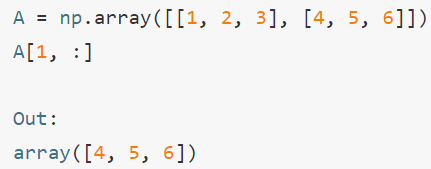 A = np.array([[1, 2, 3], [4, 5, 6]])
A[1, :]
Out:
array([4, 5, 6])